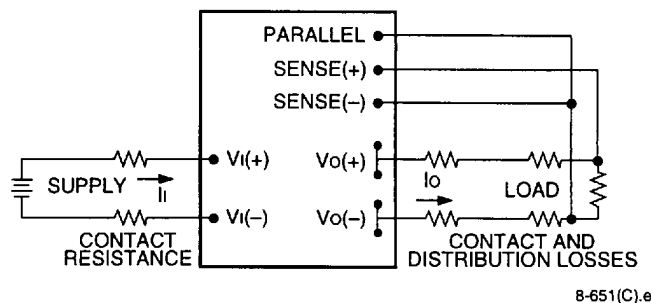 PARALLEL
SENSE(+)
SENSE(–)
VI(+)
VO(+)
SUPPLY
II
IO
LOAD
VI(–)
VO(–)
CONTACT
RESISTANCE
CONTACT AND
DISTRIBUTION LOSSES
8-651(C).e